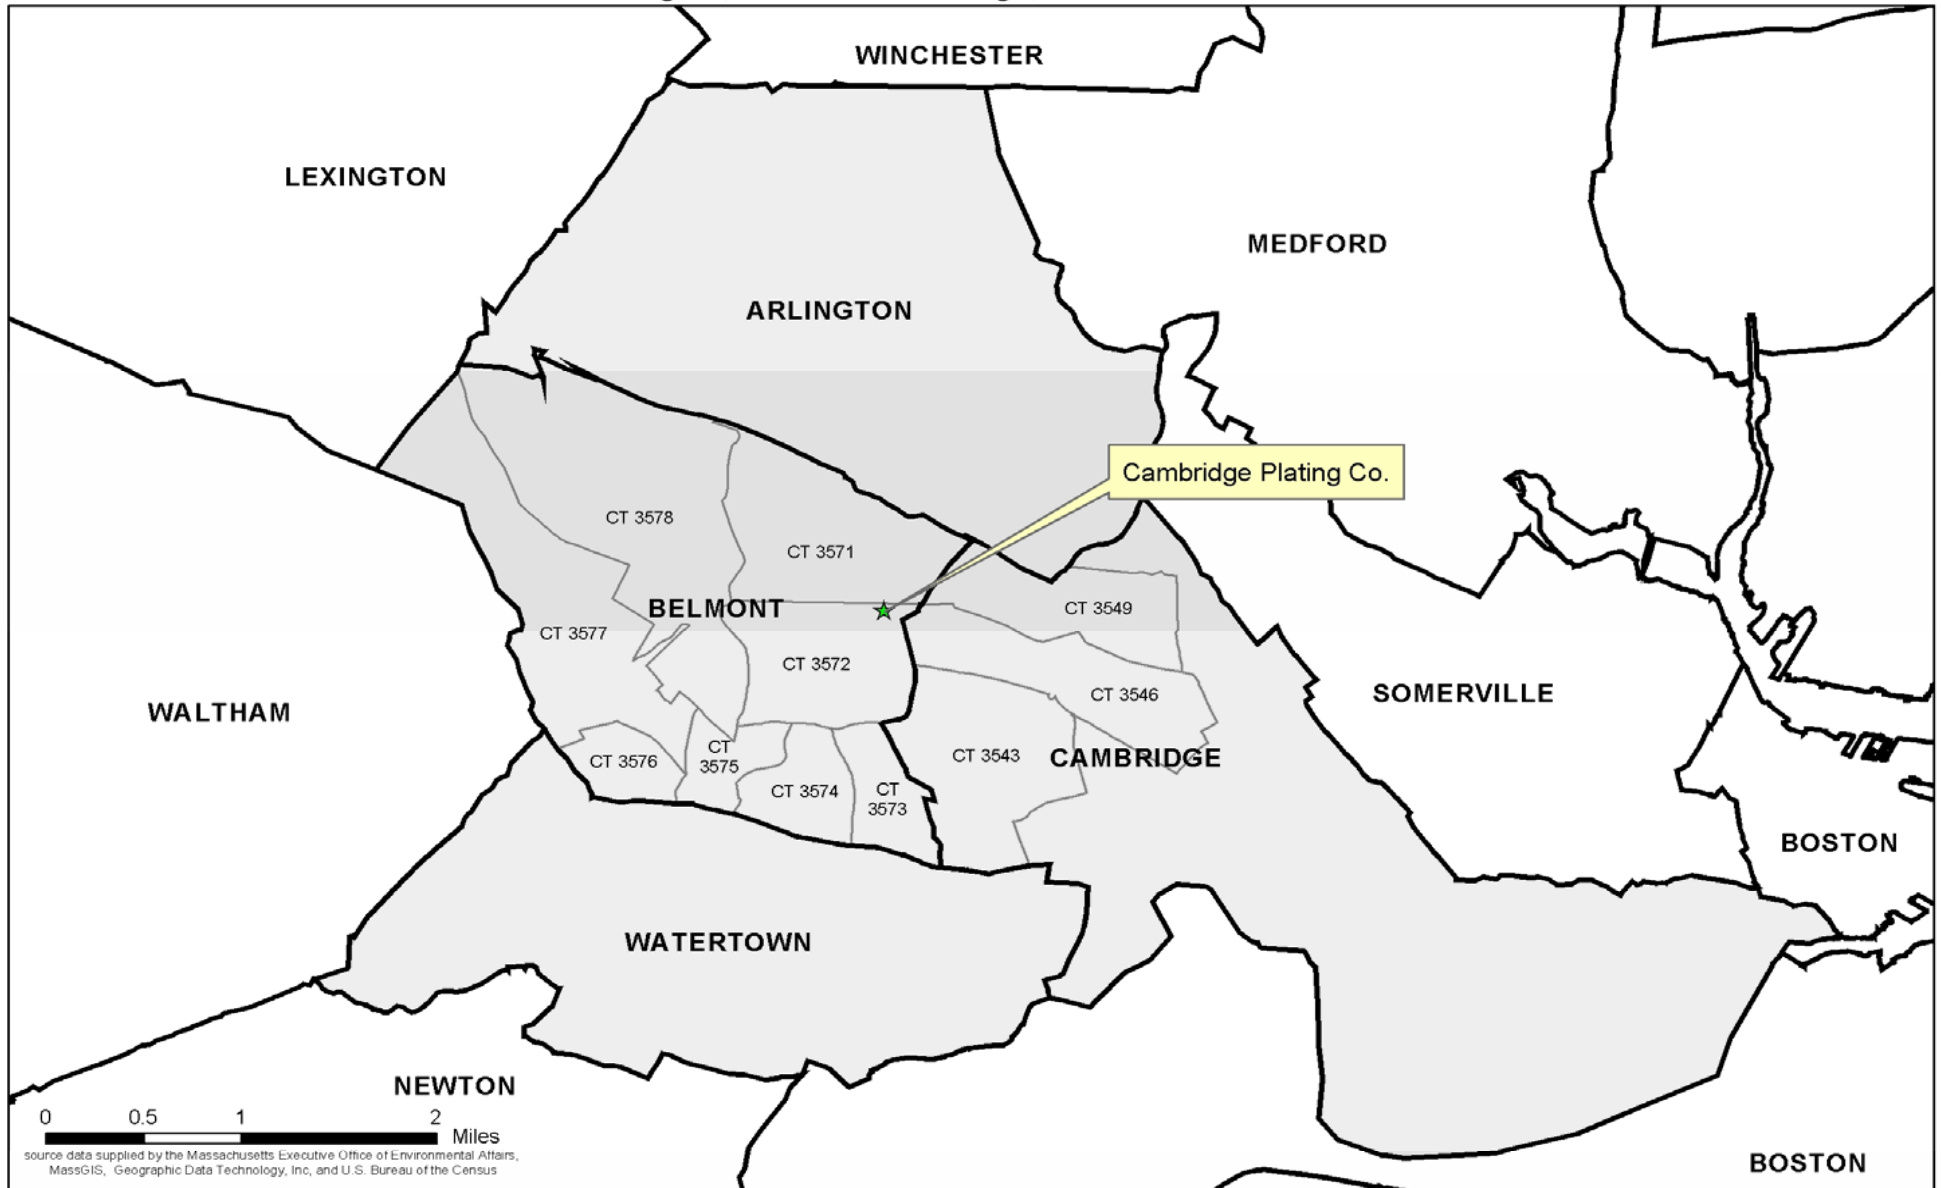 WINCHESTER
LEXINGTON
MEDFORD
ARLINGTON
Cambridge Plating Co.
CT 3578
CT 3571
BELMONT
CT 3549
CT 3577
CT 3572
CT 3546
SOMERVILLE
WALTHAM
CT 3576
CT
3575
CT 3543
CAMBRIDGE
CT 3574
CT
3573
BOSTON
WATERTOWN
NEWTON
0 0.5 1 2
Miles
source data supplied by the Massachusetts Executive Office of Environmental Affairs,
MassGIS, Geographic Data Technology, Inc, and U.S. Bureau of the Census
BOSTON